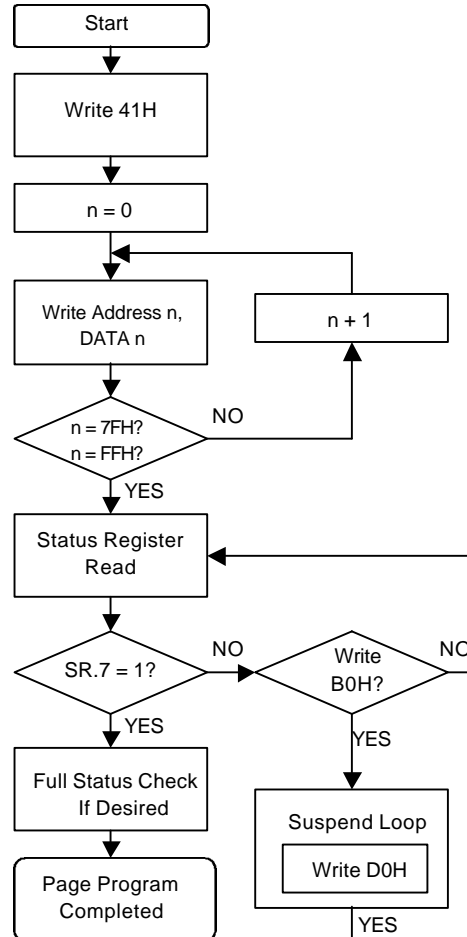 Start
Write 41H
n = 0
Write Address n,
DATA n
n + 1
n = 7FH?
n = FFH?
NO
YES
Status Register
Read
SR.7 = 1?
NO
Write
B0H?
NO
YES
YES
Full Status Check
If Desired
Suspend Loop
Write D0H
Page Program
Completed
YES